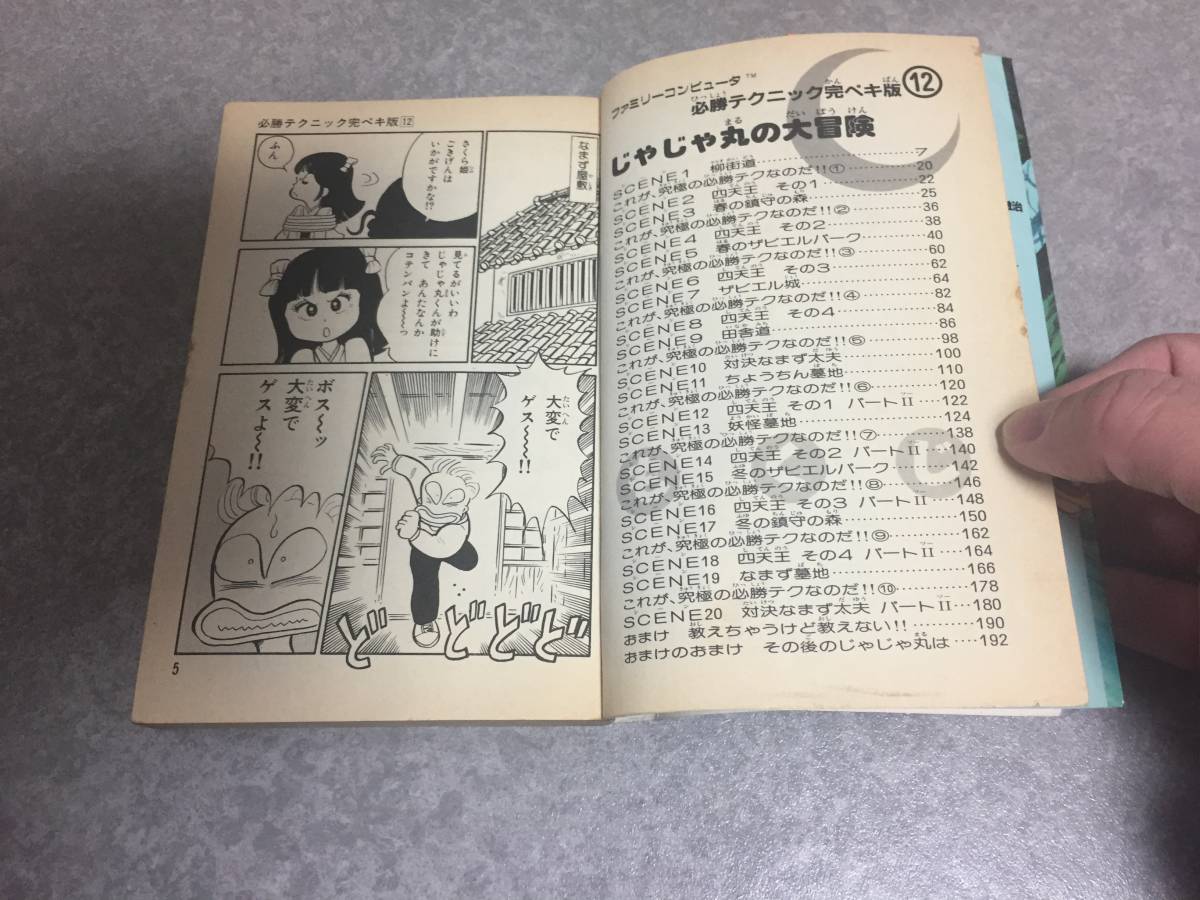 ファミリーコンピュータ™
必勝テクニック完ペキ版⑫
じゃじゃ丸の大冒険
SCENE1 柳街道……7
これが、究極の必勝テクなのだ!!①……20
SCENE2 四天王 その1……22
SCENE3 春の鎮守の森……25
これが、究極の必勝テクなのだ!!②……36
SCENE4 四天王 その2……38
SCENE5 春のザビエルパーク……40
これが、究極の必勝テクなのだ!!③……60
SCENE6 四天王 その3……62
SCENE7 ザビエル城……64
これが、究極の必勝テクなのだ!!④……82
SCENE8 四天王 その4……84
SCENE9 田舎道……86
これが、究極の必勝テクなのだ!!⑤……98
SCENE10 対決なまず太夫……100
SCENE11 ちょうちん墓地……110
これが、究極の必勝テクなのだ!!⑥……120
SCENE12 四天王 その1 パートⅡ……122
SCENE13 妖怪墓地……124
これが、究極の必勝テクなのだ!!⑦……138
SCENE14 四天王 その2 パートⅡ…140
SCENE15 冬のザビエルパーク……142
これが、究極の必勝テクなのだ!!⑧……146
SCENE16 四天王 その3 パートⅡ…148
SCENE17 冬の鎮守の森……150
これが、究極の必勝テクなのだ!!⑨……162
SCENE18 四天王 その4 パートⅡ…164
SCENE19 なまず墓地……166
これが、究極の必勝テクなのだ!!⑩……178
SCENE20 対決なまず太夫 パートⅡ…180
おまけ 教えちゃうけど教えない!!……190
おまけのおまけ その後のじゃじゃ丸は……192
必勝テクニック完ペキ版⑫
なまず屋敷
さくら姫
ごきげんは
いかがですかな!?
ふん
見てるがいいわ
じゃじゃ丸くんが助けに
きて あんたなんか
コテンパンよ〜〜っ
大変で
ゲス〜〜!!
ボス〜ッ
大変で
ゲスよ〜!!
どどどど
5